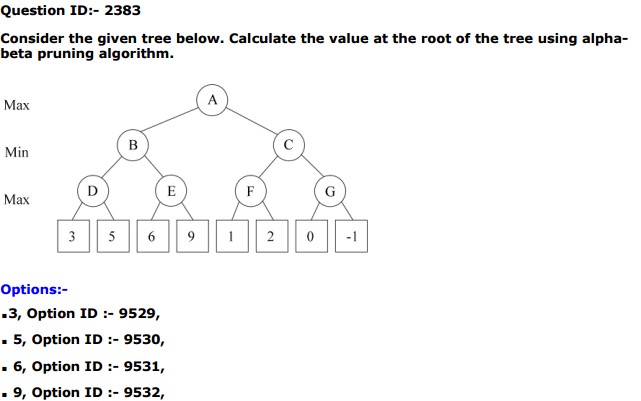 Question ID:- 2383
Consider the given tree below. Calculate the value at the root of the tree using alpha-
beta pruning algorithm.
Max
A
Min
B
C
Max
D
E
F
G
3
5
6
9
1
2
0
-1
Options:-
▪3, Option ID :- 9529,
▪ 5, Option ID :- 9530,
▪ 6, Option ID :- 9531,
▪ 9, Option ID :- 9532,